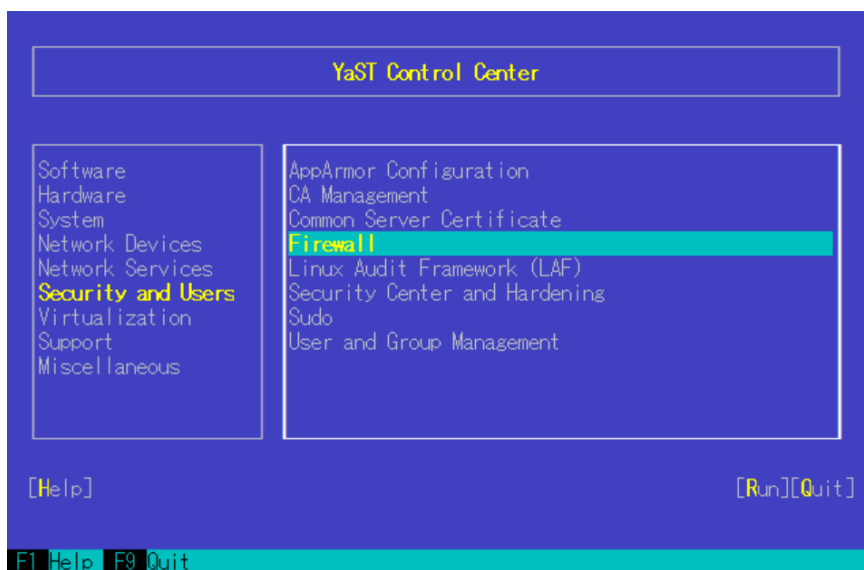 YaST Control Center
Software
Hardware
System
Network Devices
Network Services
Security and Users
Virtualization
Support
Miscellaneous
AppArmor Configuration
CA Management
Common Server Certificate
Firewall
Linux Audit Framework (LAF)
Security Center and Hardening
Sudo
User and Group Management
[Help]
[Run][Quit]
F1 Help F9 Quit